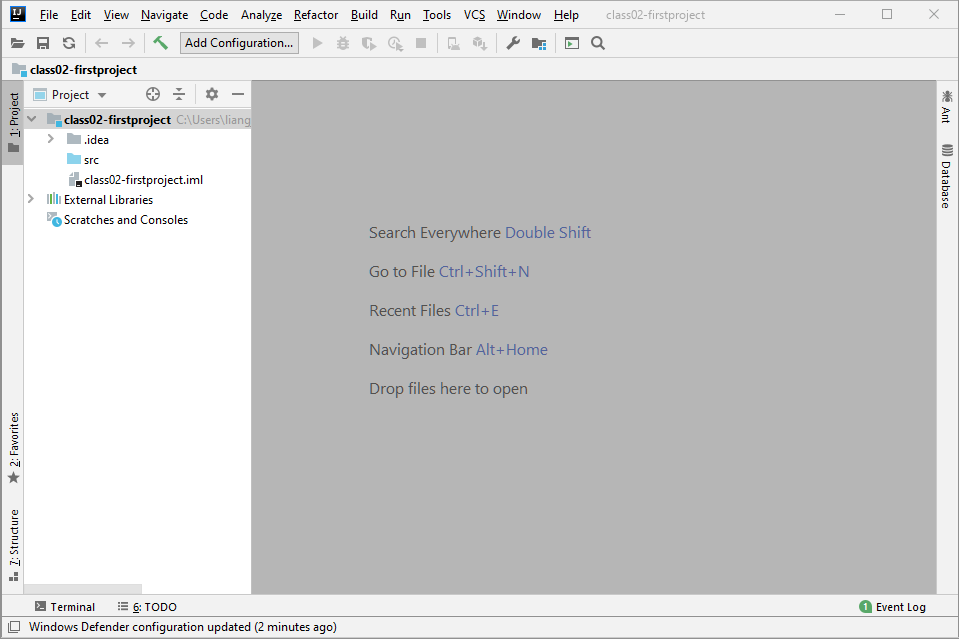 IJ File Edit View Navigate Code Analyze Refactor Build Run Tools VCS Window Help class02-firstproject
Add Configuration...
class02-firstproject
1: Project
Project
class02-firstproject C:\Users\liang
.idea
src
class02-firstproject.iml
External Libraries
Scratches and Consoles
Search Everywhere Double Shift
Go to File Ctrl+Shift+N
Recent Files Ctrl+E
Navigation Bar Alt+Home
Drop files here to open
Ant
Database
2: Favorites
7: Structure
Terminal 6: TODO 1 Event Log
Windows Defender configuration updated (2 minutes ago)